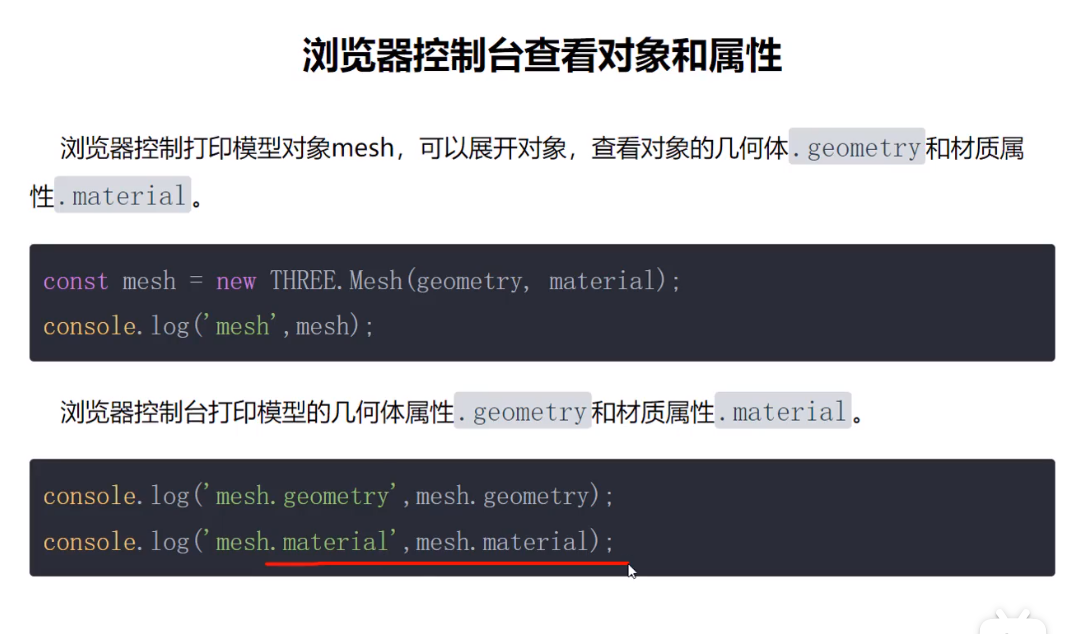 浏览器控制台查看对象和属性
浏览器控制打印模型对象mesh，可以展开对象，查看对象的几何体.geometry和材质属
性.material。
const mesh = new THREE.Mesh(geometry, material);
console.log('mesh',mesh);
浏览器控制台打印模型的几何体属性.geometry和材质属性.material。
console.log('mesh.geometry',mesh.geometry);
console.log('mesh.material',mesh.material);